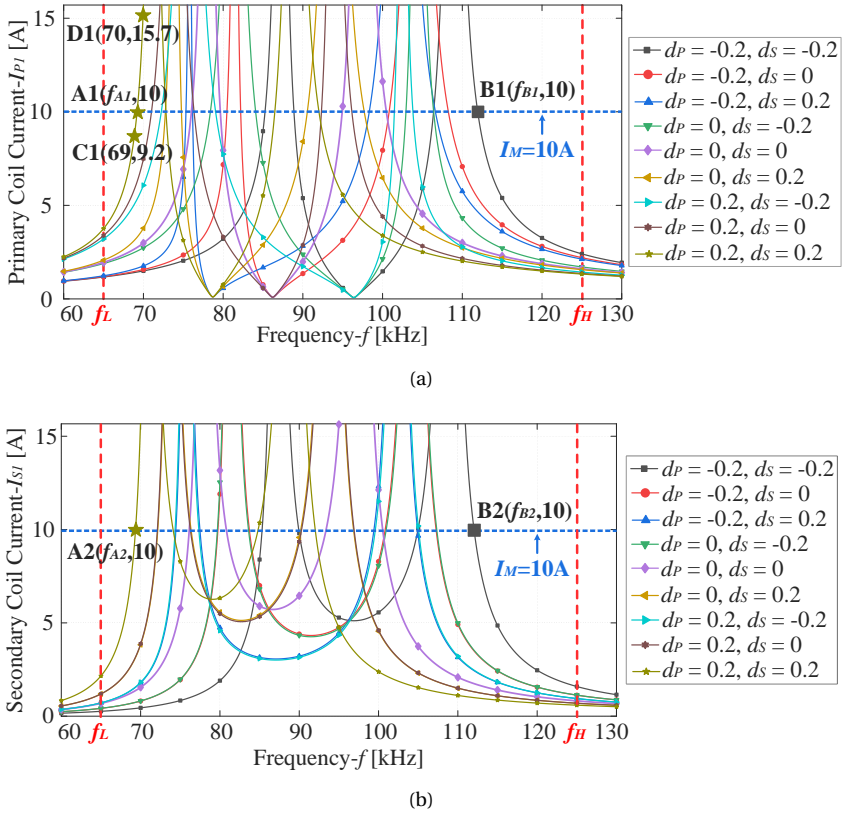 15
10
5
0
Primary Coil Current-IP1 [A]
D1(70,15.7)
A1(fA1,10)
C1(69,9.2)
B1(fB1,10)
IM=10A
60
70
80
90
100
110
120
130
fL
fH
Frequency-f [kHz]
dP = -0.2, dS = -0.2
dP = -0.2, dS = 0
dP = -0.2, dS = 0.2
dP = 0, dS = -0.2
dP = 0, dS = 0
dP = 0, dS = 0.2
dP = 0.2, dS = -0.2
dP = 0.2, dS = 0
dP = 0.2, dS = 0.2
(a)
15
10
5
0
Secondary Coil Current-IS1 [A]
A2(fA2,10)
B2(fB2,10)
IM=10A
60
70
80
90
100
110
120
130
fL
fH
Frequency-f [kHz]
dP = -0.2, dS = -0.2
dP = -0.2, dS = 0
dP = -0.2, dS = 0.2
dP = 0, dS = -0.2
dP = 0, dS = 0
dP = 0, dS = 0.2
dP = 0.2, dS = -0.2
dP = 0.2, dS = 0
dP = 0.2, dS = 0.2
(b)